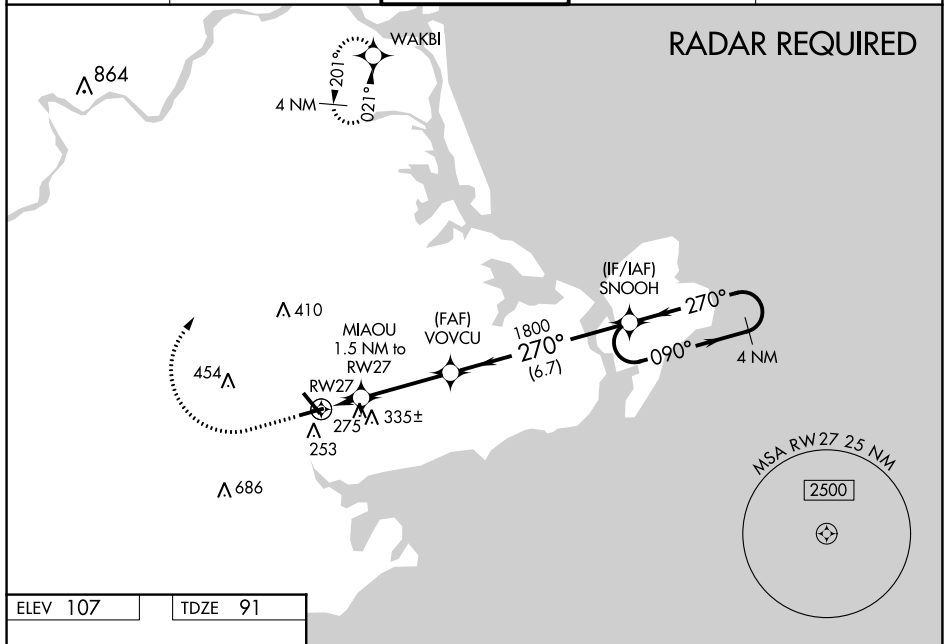 RADAR REQUIRED
WAKBI
864
201°
021°
4 NM
(IF/IAF)
SNOOH
270°
090°
4 NM
410
MIAOU
1.5 NM to
RW27
(FAF)
VOVCU
1800
270°
(6.7)
454
RW27
275
335±
253
686
MSA RW27 25 NM
2500
ELEV 107
TDZE 91